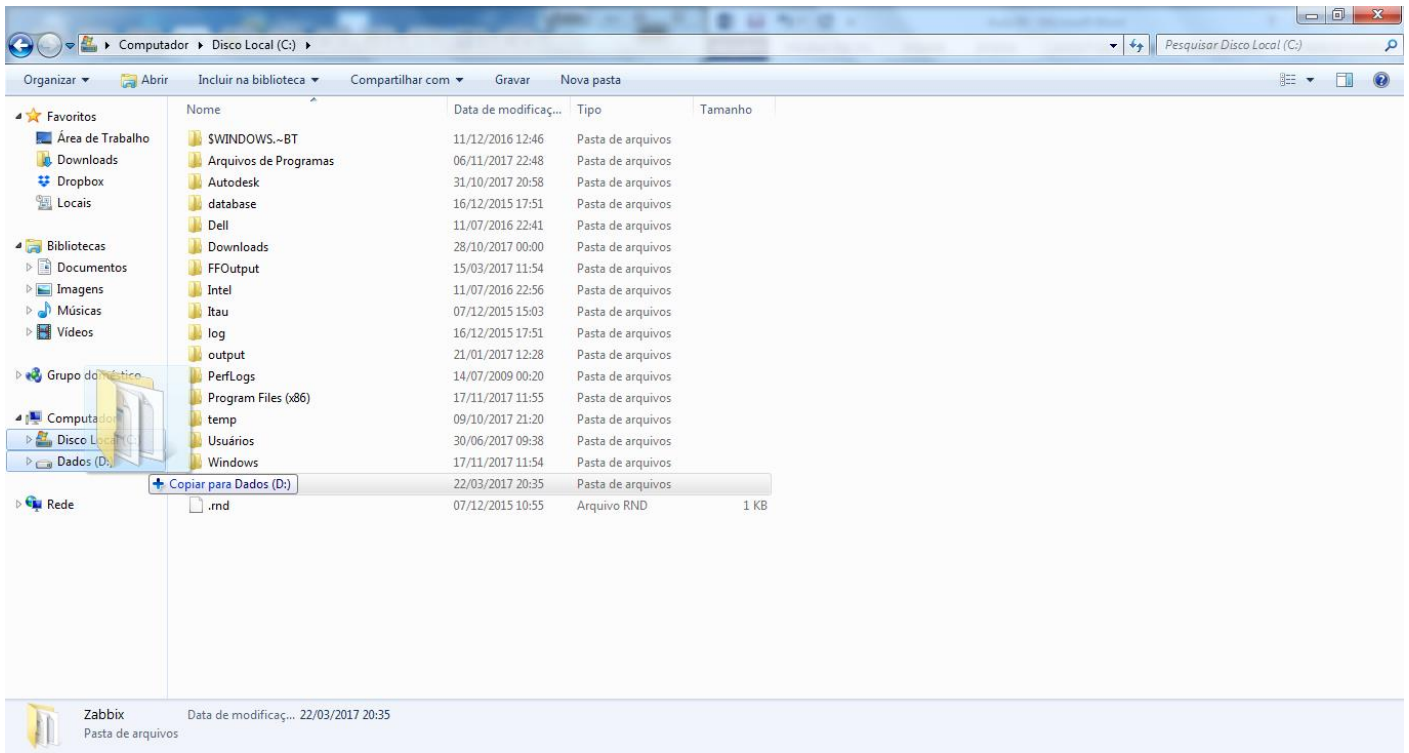 Computador Disco Local (C:)
Pesquisar Disco Local (C:)
Organizar Abrir Incluir na biblioteca Compartilhar com Gravar Nova pasta
Favoritos
Área de Trabalho
Downloads
Dropbox
Locais
Bibliotecas
Documentos
Imagens
Músicas
Vídeos
Grupo doméstico
Computador
Disco Local (C:)
Dados (D:)
Rede
Nome Data de modificaç... Tipo Tamanho
$WINDOWS.~BT 11/12/2016 12:46 Pasta de arquivos
Arquivos de Programas 06/11/2017 22:48 Pasta de arquivos
Autodesk 31/10/2017 20:58 Pasta de arquivos
database 16/12/2015 17:51 Pasta de arquivos
Dell 11/07/2016 22:41 Pasta de arquivos
Downloads 28/10/2017 00:00 Pasta de arquivos
FFOutput 15/03/2017 11:54 Pasta de arquivos
Intel 11/07/2016 22:56 Pasta de arquivos
Itau 07/12/2015 15:03 Pasta de arquivos
log 16/12/2015 17:51 Pasta de arquivos
output 21/01/2017 12:28 Pasta de arquivos
PerfLogs 14/07/2009 00:20 Pasta de arquivos
Program Files (x86) 17/11/2017 11:55 Pasta de arquivos
temp 09/10/2017 21:20 Pasta de arquivos
Usuários 30/06/2017 09:38 Pasta de arquivos
Windows 17/11/2017 11:54 Pasta de arquivos
Copiar para Dados (D:) 22/03/2017 20:35 Pasta de arquivos
.rnd 07/12/2015 10:55 Arquivo RND 1 KB
Zabbix Data de modificaç... 22/03/2017 20:35
Pasta de arquivos